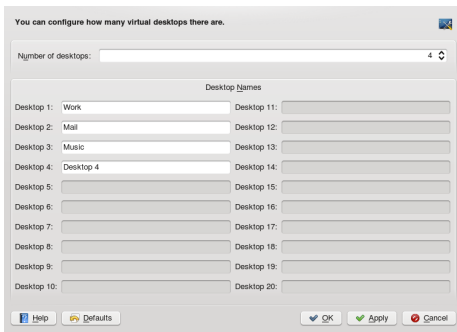 You can configure how many virtual desktops there are.
Number of desktops: 4
Desktop Names
Desktop 1: Work Desktop 11:
Desktop 2: Mail Desktop 12:
Desktop 3: Music Desktop 13:
Desktop 4: Desktop 4 Desktop 14:
Desktop 5: Desktop 15:
Desktop 6: Desktop 16:
Desktop 7: Desktop 17:
Desktop 8: Desktop 18:
Desktop 9: Desktop 19:
Desktop 10: Desktop 20:
Help Defaults OK Apply Cancel